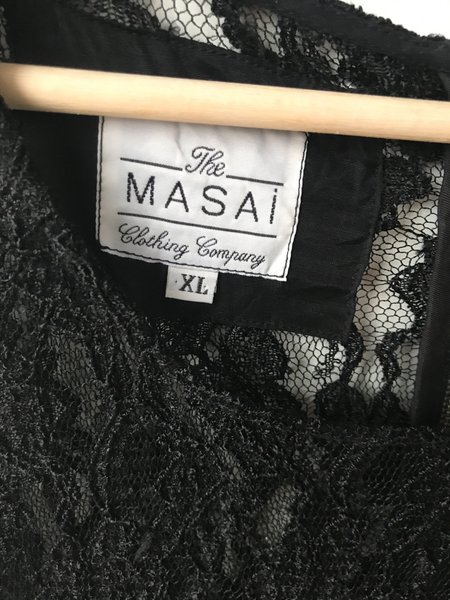 The
MASAi
Clothing Company
XL